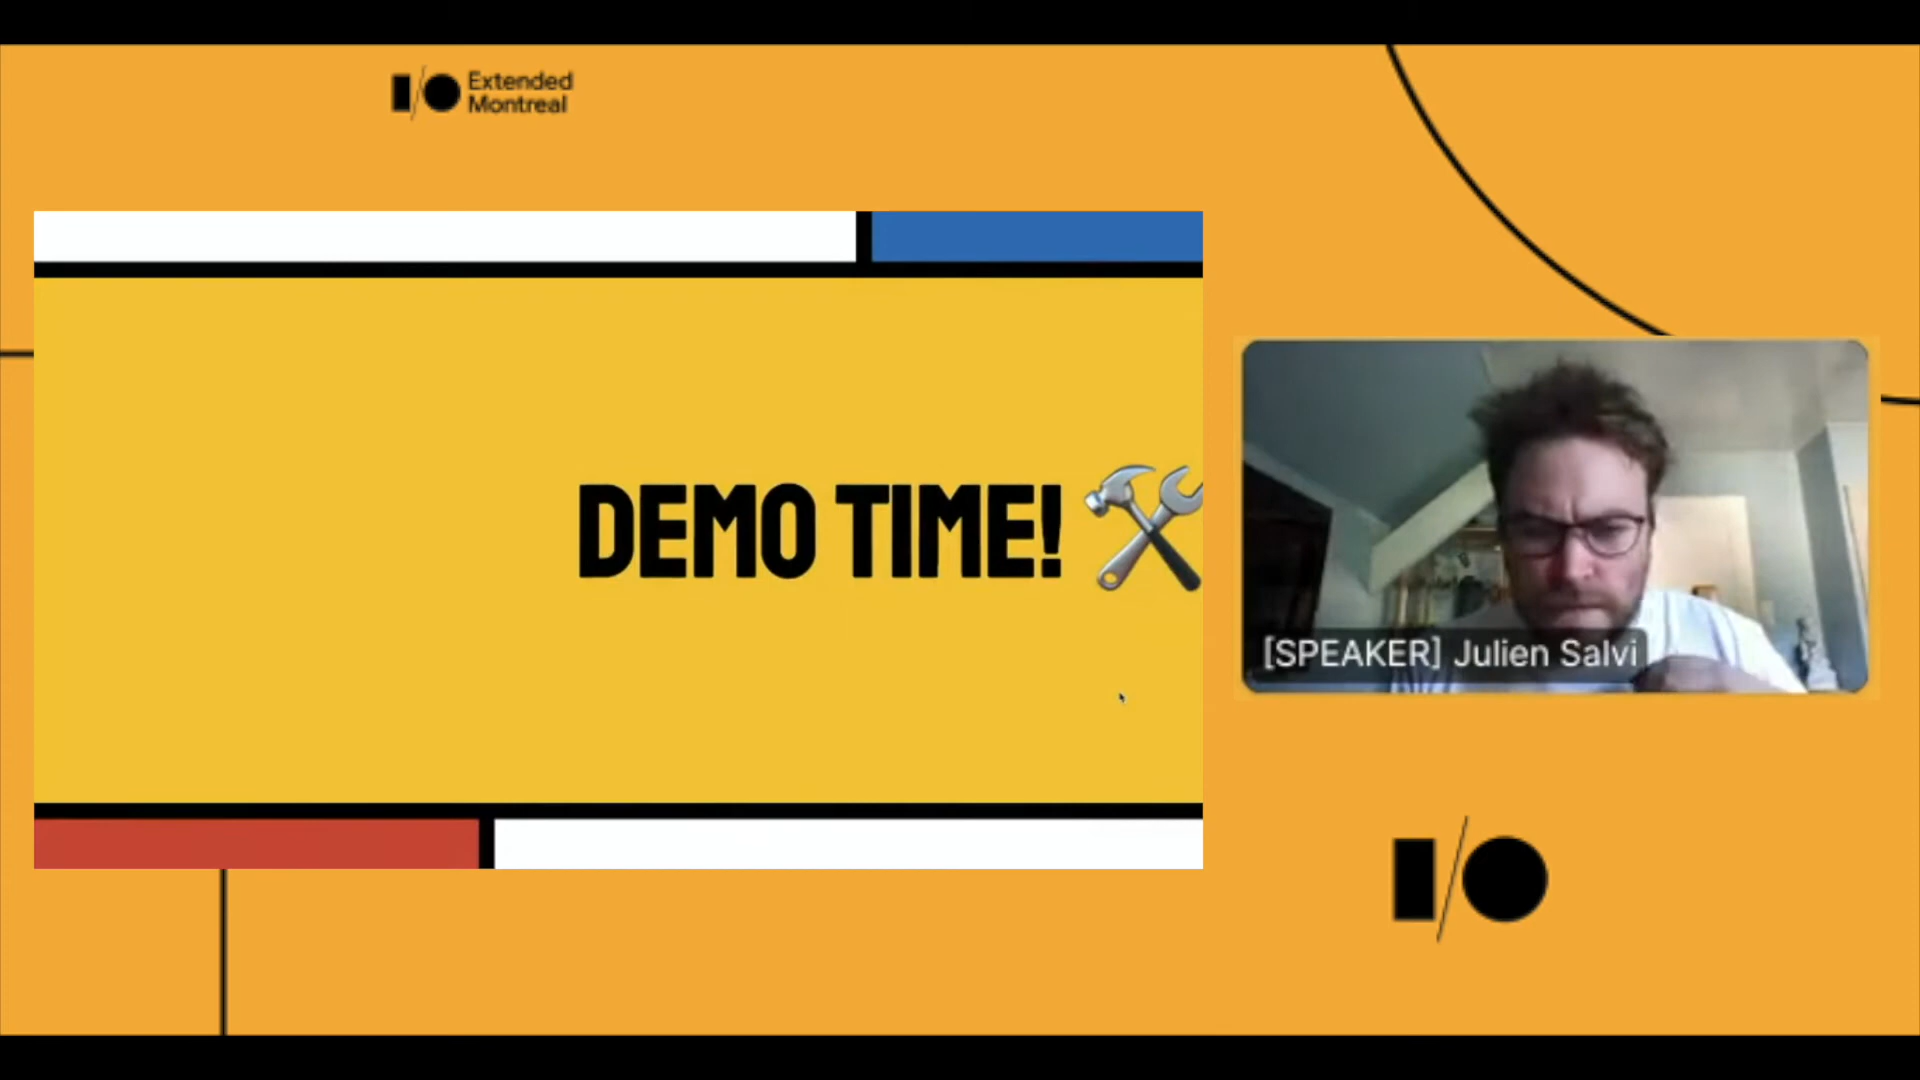 I/O Extended
Montreal
DEMO TIME!
[SPEAKER] Julien Salvi
I/O